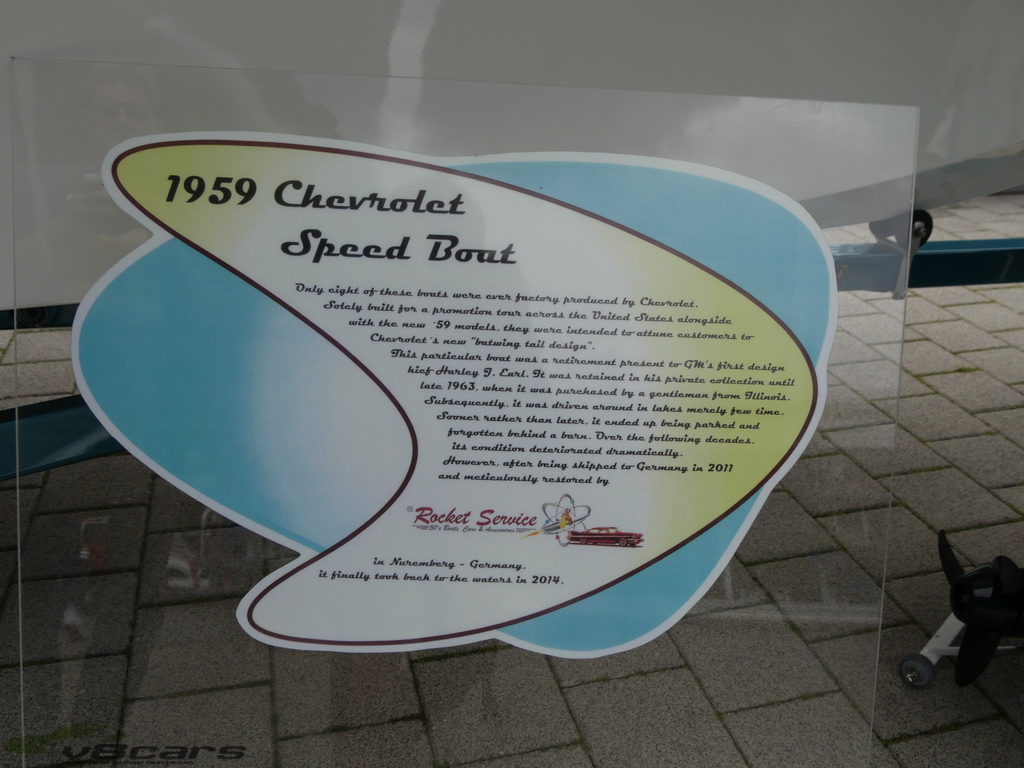 1959 Chevrolet
Speed Boat
Only eight of these boats were ever factory produced by Chevrolet.
Solely built for a promotion tour across the United States alongside
with the new '59 models, they were intended to attune customers to
Chevrolet's new "batwing tail design".
This particular boat was a retirement present to GM's first design
hief Harley J. Earl. It was retained in his private collection until
late 1963, when it was purchased by a gentleman from Illinois.
Subsequently, it was driven around in lakes merely few time.
Sooner rather than later, it ended up being parked and
forgotten behind a barn. Over the following decades,
its condition deteriorated dramatically.
However, after being shipped to Germany in 2011
and meticulously restored by
® Rocket Service
50's Boats, Cars & Accessories
in Nuremberg - Germany,
it finally took back to the waters in 2014.
v8cars